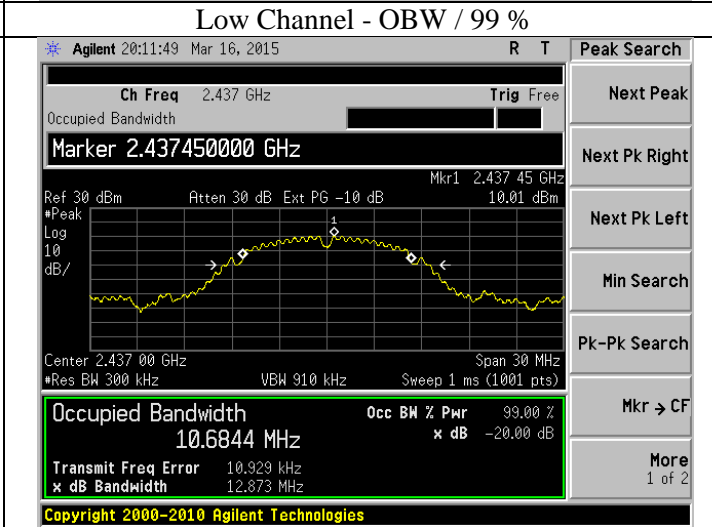 Low Channel - OBW / 99 %
Agilent 20:11:49 Mar 16, 2015 R T Peak Search
Ch Freq 2.437 GHz Trig Free
Occupied Bandwidth
Marker 2.437450000 GHz
Mkr1 2.437 45 GHz
Ref 30 dBm Atten 30 dB Ext PG -10 dB 10.01 dBm
#Peak
Log
10
dB/
1
Center 2.437 00 GHz Span 30 MHz
#Res BW 300 kHz VBW 910 kHz Sweep 1 ms (1001 pts)
Occupied Bandwidth Occ BW % Pwr 99.00 %
10.6844 MHz x dB -20.00 dB
Transmit Freq Error 10.929 kHz
x dB Bandwidth 12.873 MHz
Copyright 2000-2010 Agilent Technologies
Next Peak
Next Pk Right
Next Pk Left
Min Search
Pk-Pk Search
Mkr → CF
More
1 of 2